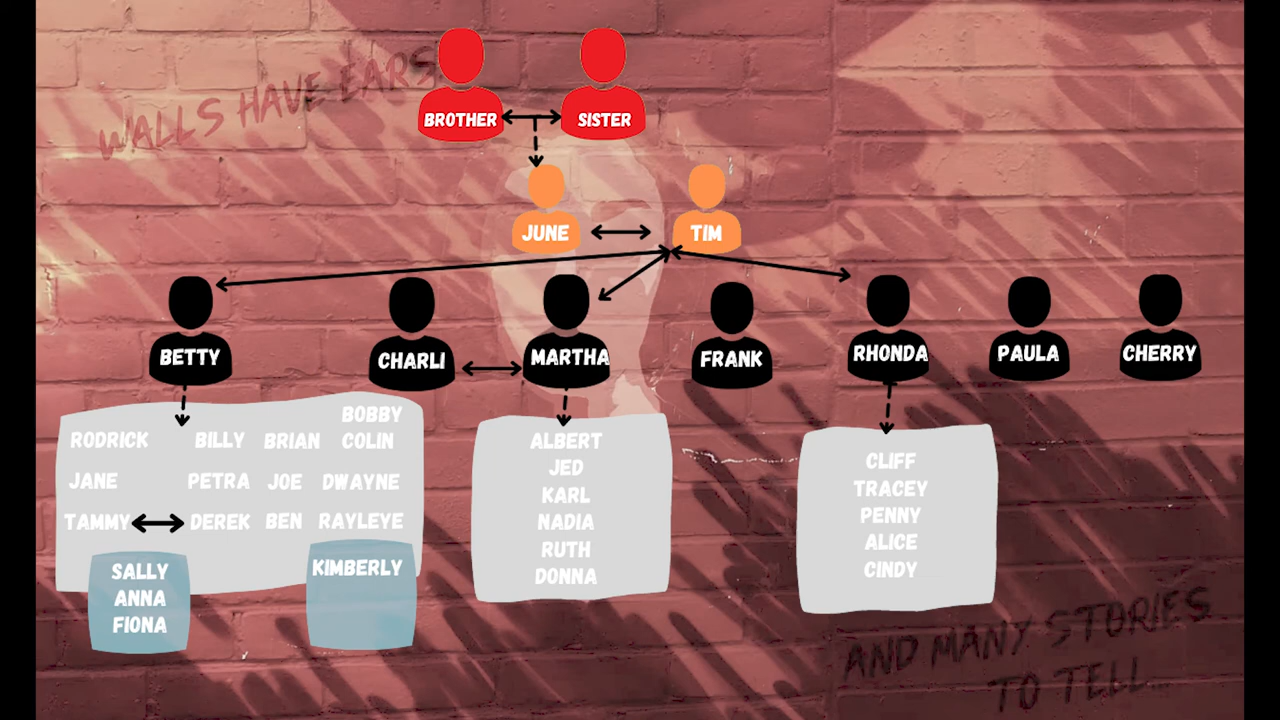 WALLS HAVE EARS
BROTHER SISTER
JUNE TIM
BETTY CHARLI MARTHA FRANK RHONDA PAULA CHERRY
BOBBY
RODRICK BILLY BRIAN COLIN
JANE PETRA JOE DWAYNE
TAMMY DEREK BEN RAYLEYE
SALLY
ANNA
FIONA
KIMBERLY
ALBERT
JED
KARL
NADIA
RUTH
DONNA
CLIFF
TRACEY
PENNY
ALICE
CINDY
AND MANY STORIES
TO TELL...